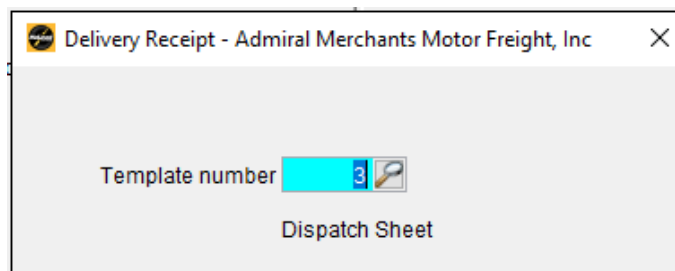 Delivery Receipt - Admiral Merchants Motor Freight, Inc
Template number 3
Dispatch Sheet